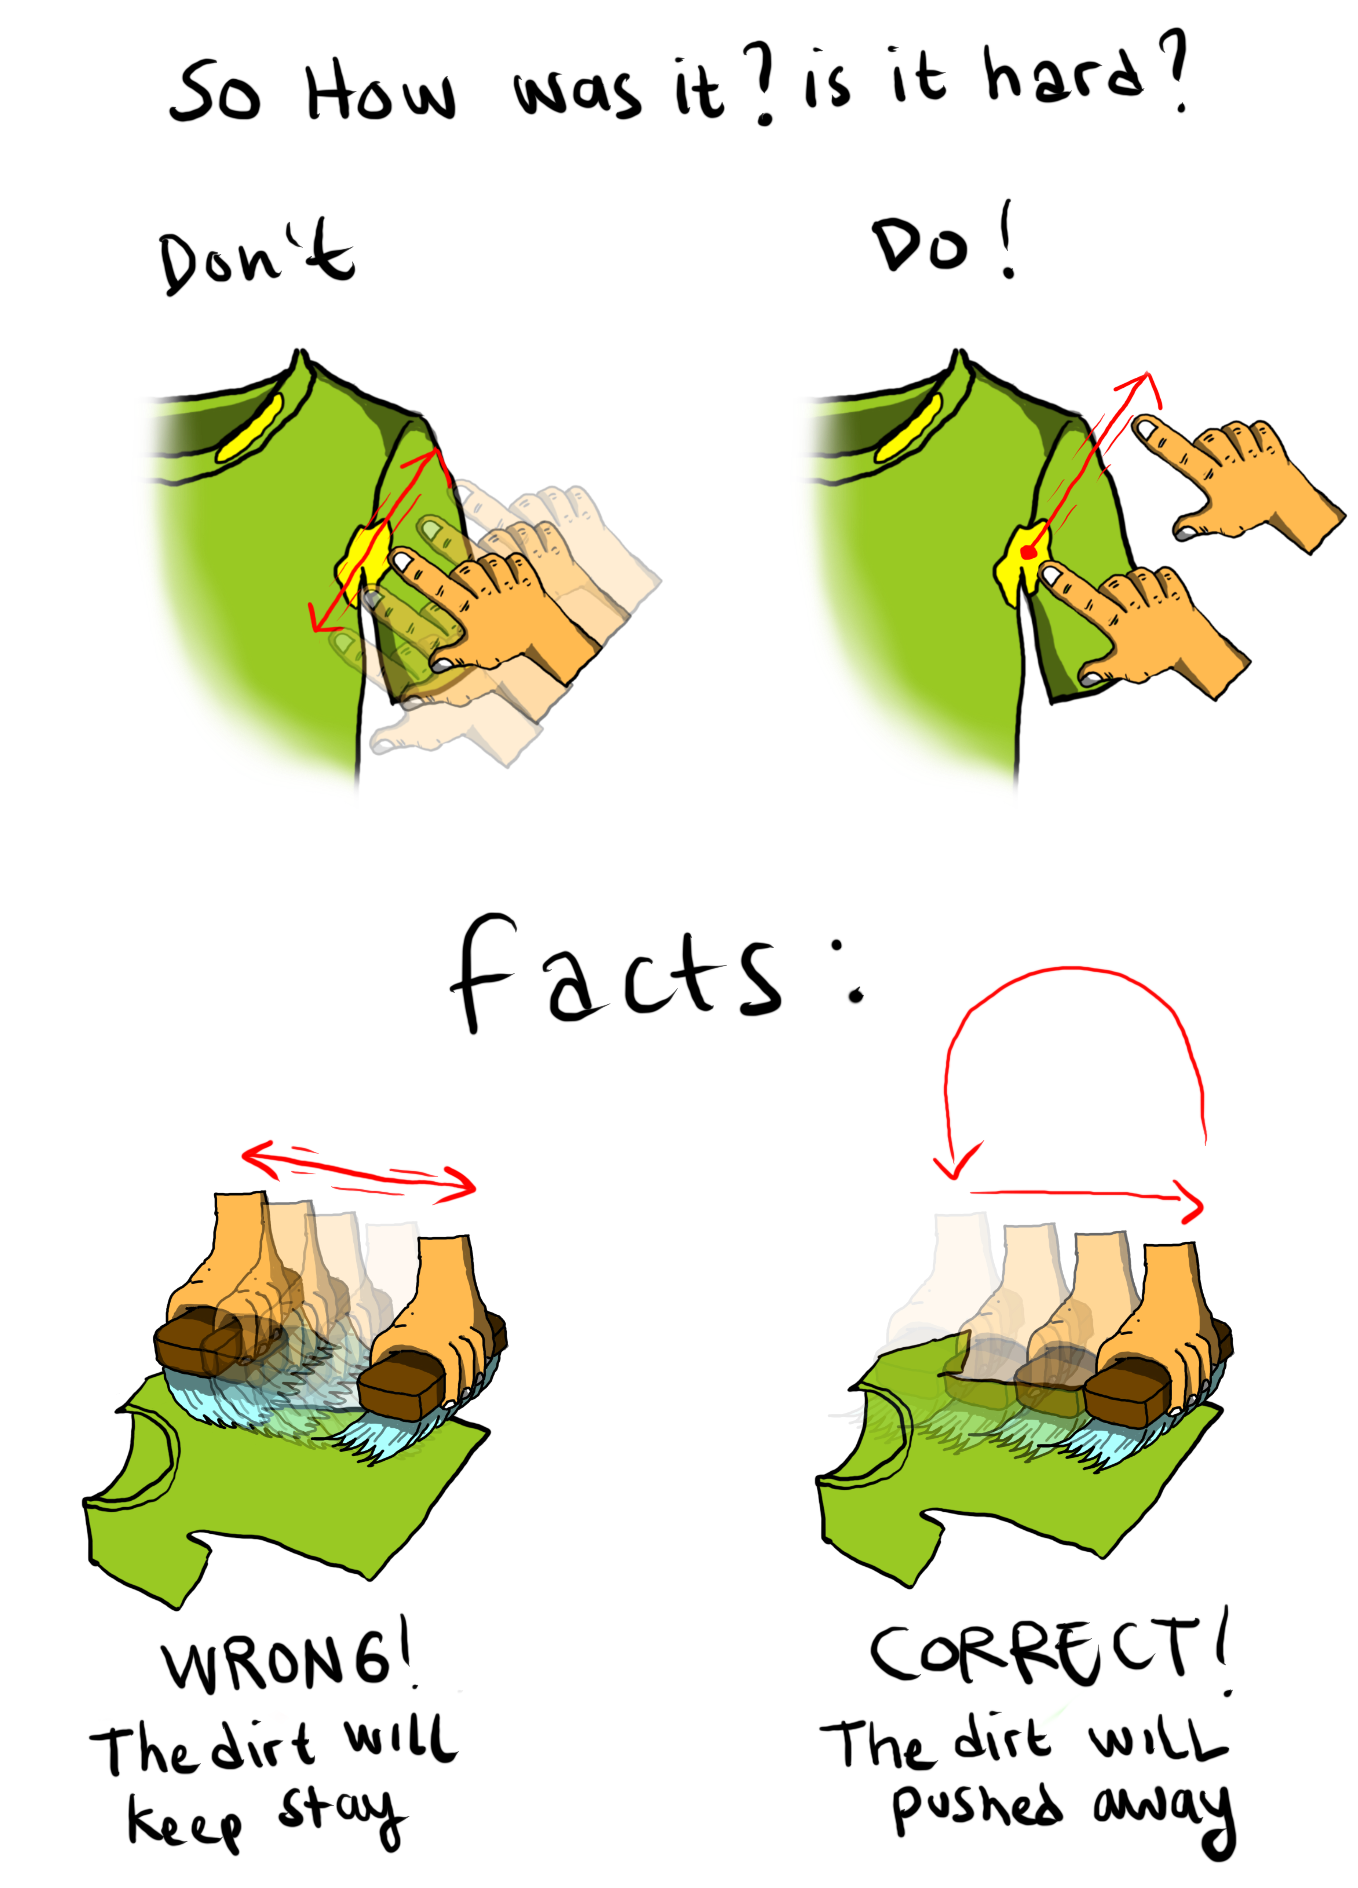 So How was it? is it hard?
Don't
Do!
facts:
WRONG!
The dirt will
keep stay
CORRECT!
The dirt will
pushed away